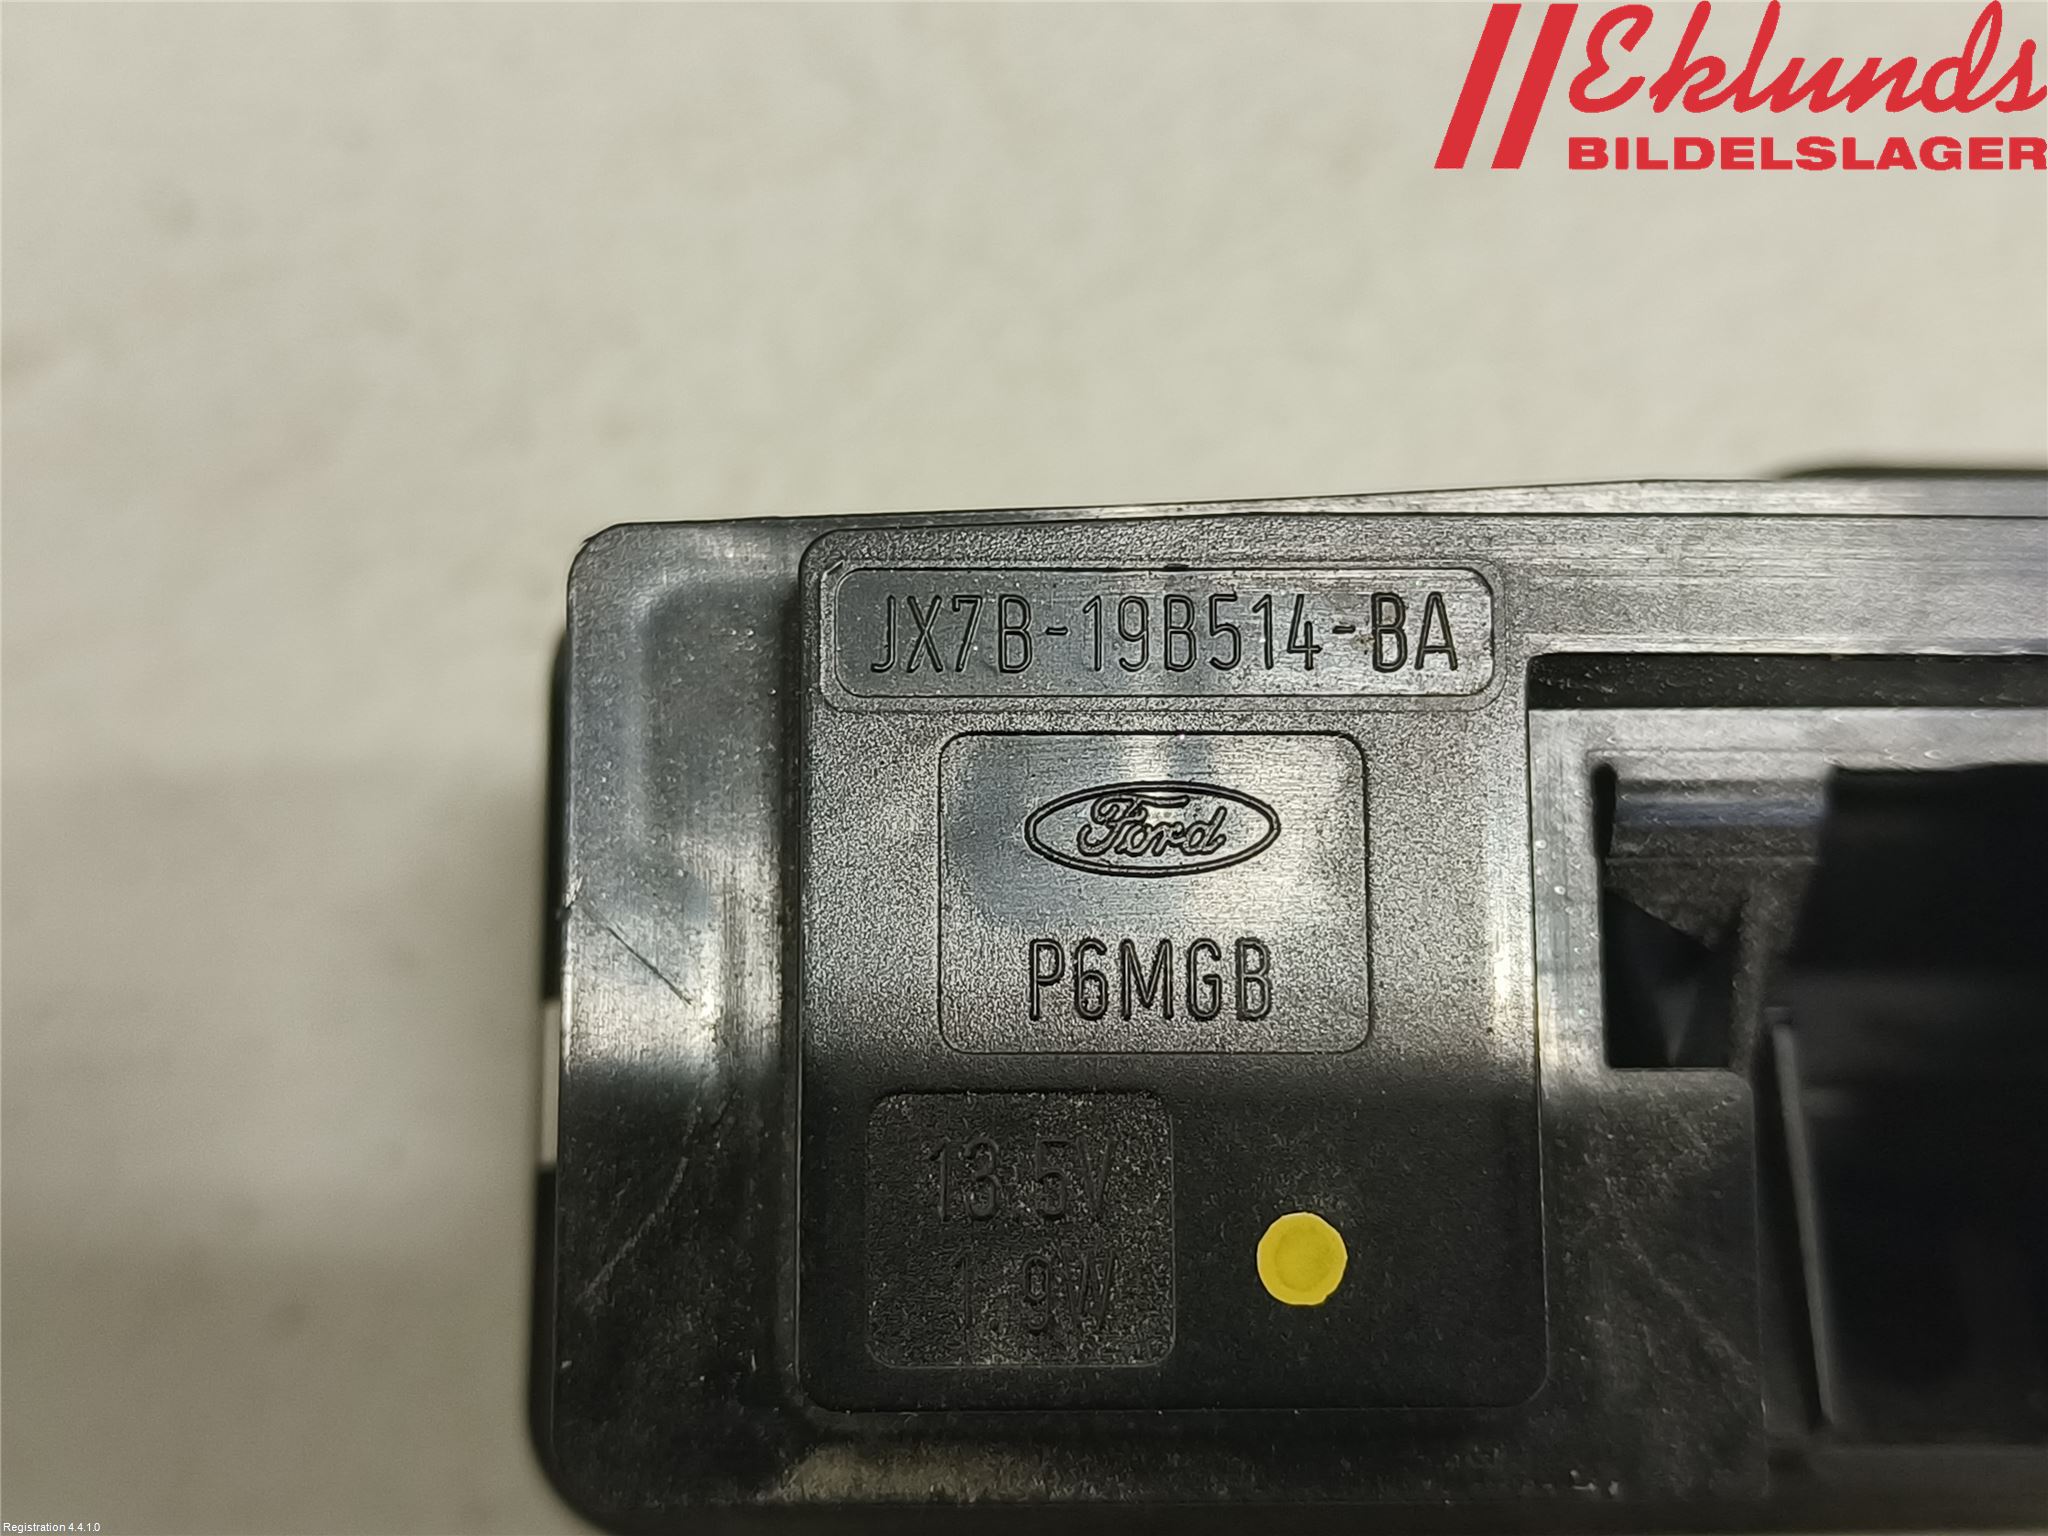 Eklunds
BILDELSLAGER
JX7B-19B514-BA
Ford
P6MGB
13.5V
1.9W
Registration 4.4.1.0